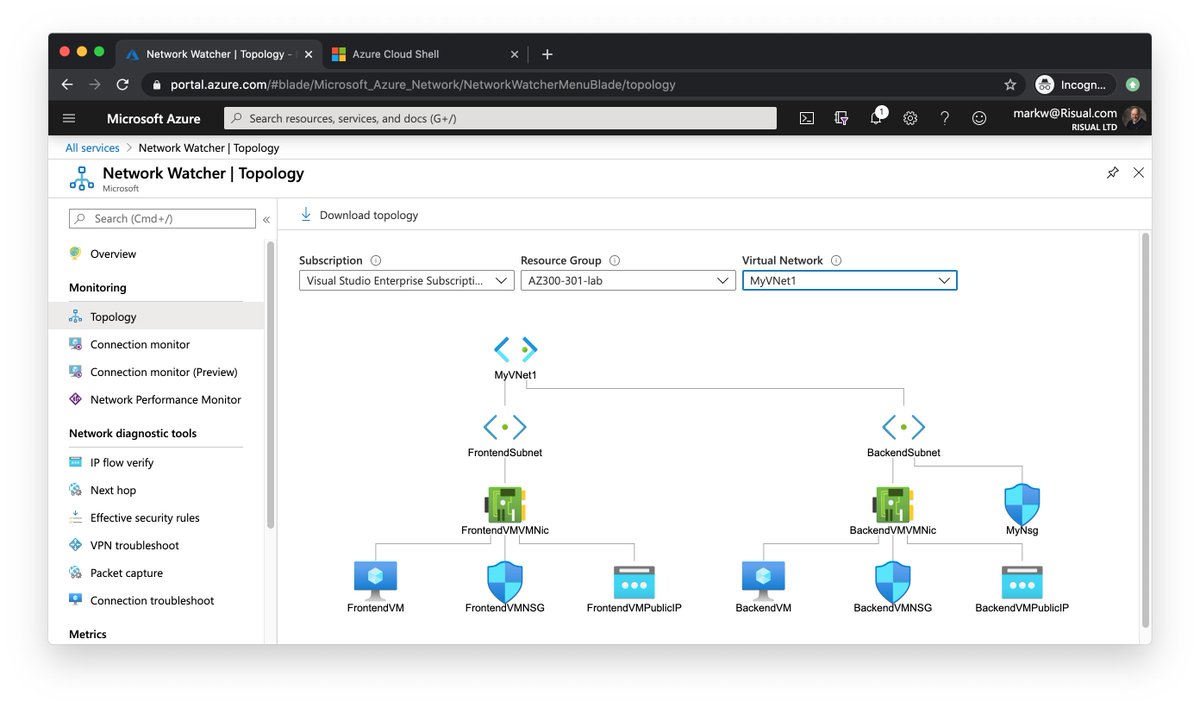 Network Watcher | Topology -
Azure Cloud Shell
portal.azure.com/#blade/Microsoft_Azure_Network/NetworkWatcherMenuBlade/topology
Incogn...
Microsoft Azure
Search resources, services, and docs (G+/)
1
markw@Risual.com
RISUAL LTD
All services > Network Watcher | Topology
Network Watcher | Topology
Microsoft
Search (Cmd+/)
«
Download topology
Overview
Monitoring
Topology
Connection monitor
Connection monitor (Preview)
Network Performance Monitor
Network diagnostic tools
IP flow verify
Next hop
Effective security rules
VPN troubleshoot
Packet capture
Connection troubleshoot
Metrics
Subscription
Resource Group
Virtual Network
Visual Studio Enterprise Subscripti...
AZ300-301-lab
MyVNet1
MyVNet1
FrontendSubnet
BackendSubnet
FrontendVMVMNic
BackendVMVMNic
MyNsg
FrontendVM
FrontendVMNSG
FrontendVMPublicIP
BackendVM
BackendVMNSG
BackendVMPublicIP